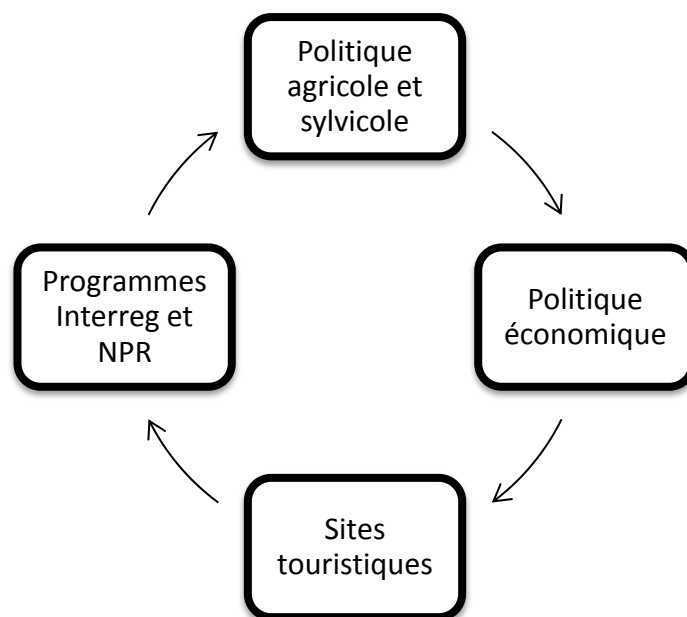 Politique
agricole et
sylvicole
Programmes
Interreg et
NPR
Politique
économique
Sites
touristiques